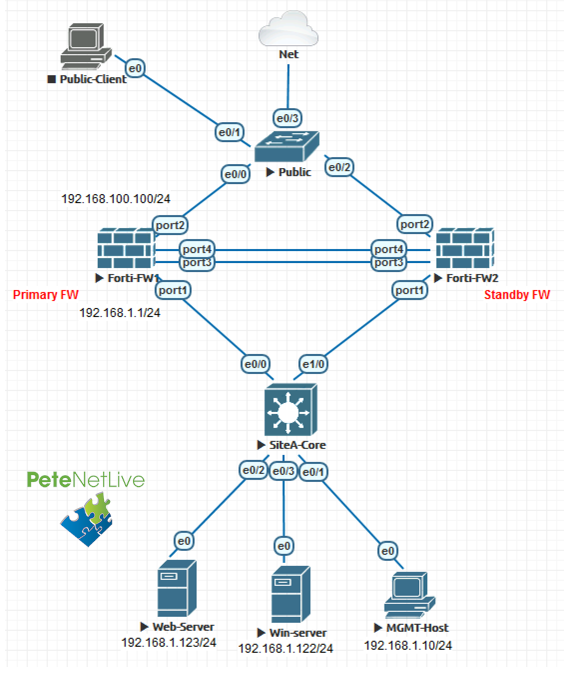 Net
e0
■ Public-Client
e0/3
e0/1
▶ Public
e0/2
e0/0
192.168.100.100/24
port2
port2
port4
port4
port3
port3
▶ Forti-FW1
▶ Forti-FW2
Primary FW
port1
port1
Standby FW
192.168.1.1/24
e0/0
e1/0
▶ SiteA-Core
e0/2
e0/3
e0/1
PeteNetLive
e0
e0
e0
▶ Web-Server
▶ Win-server
▶ MGMT-Host
192.168.1.123/24
192.168.1.122/24
192.168.1.10/24